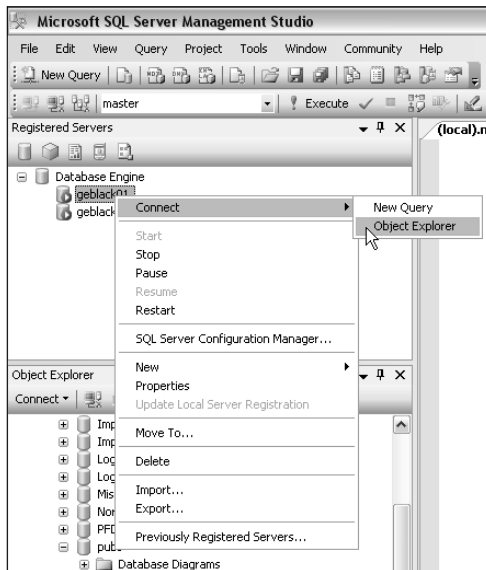 Microsoft SQL Server Management Studio
File Edit View Query Project Tools Window Community Help
New Query
master Execute
Registered Servers
(local).n
Database Engine
geblack01
geblack
Connect
New Query
Object Explorer
Start
Stop
Pause
Resume
Restart
SQL Server Configuration Manager...
New
Properties
Update Local Server Registration
Move To...
Delete
Import...
Export...
Previously Registered Servers...
Object Explorer
Connect
Imp
Imp
Log
Log
Mis
Nor
PFD
pub
Database Diagrams